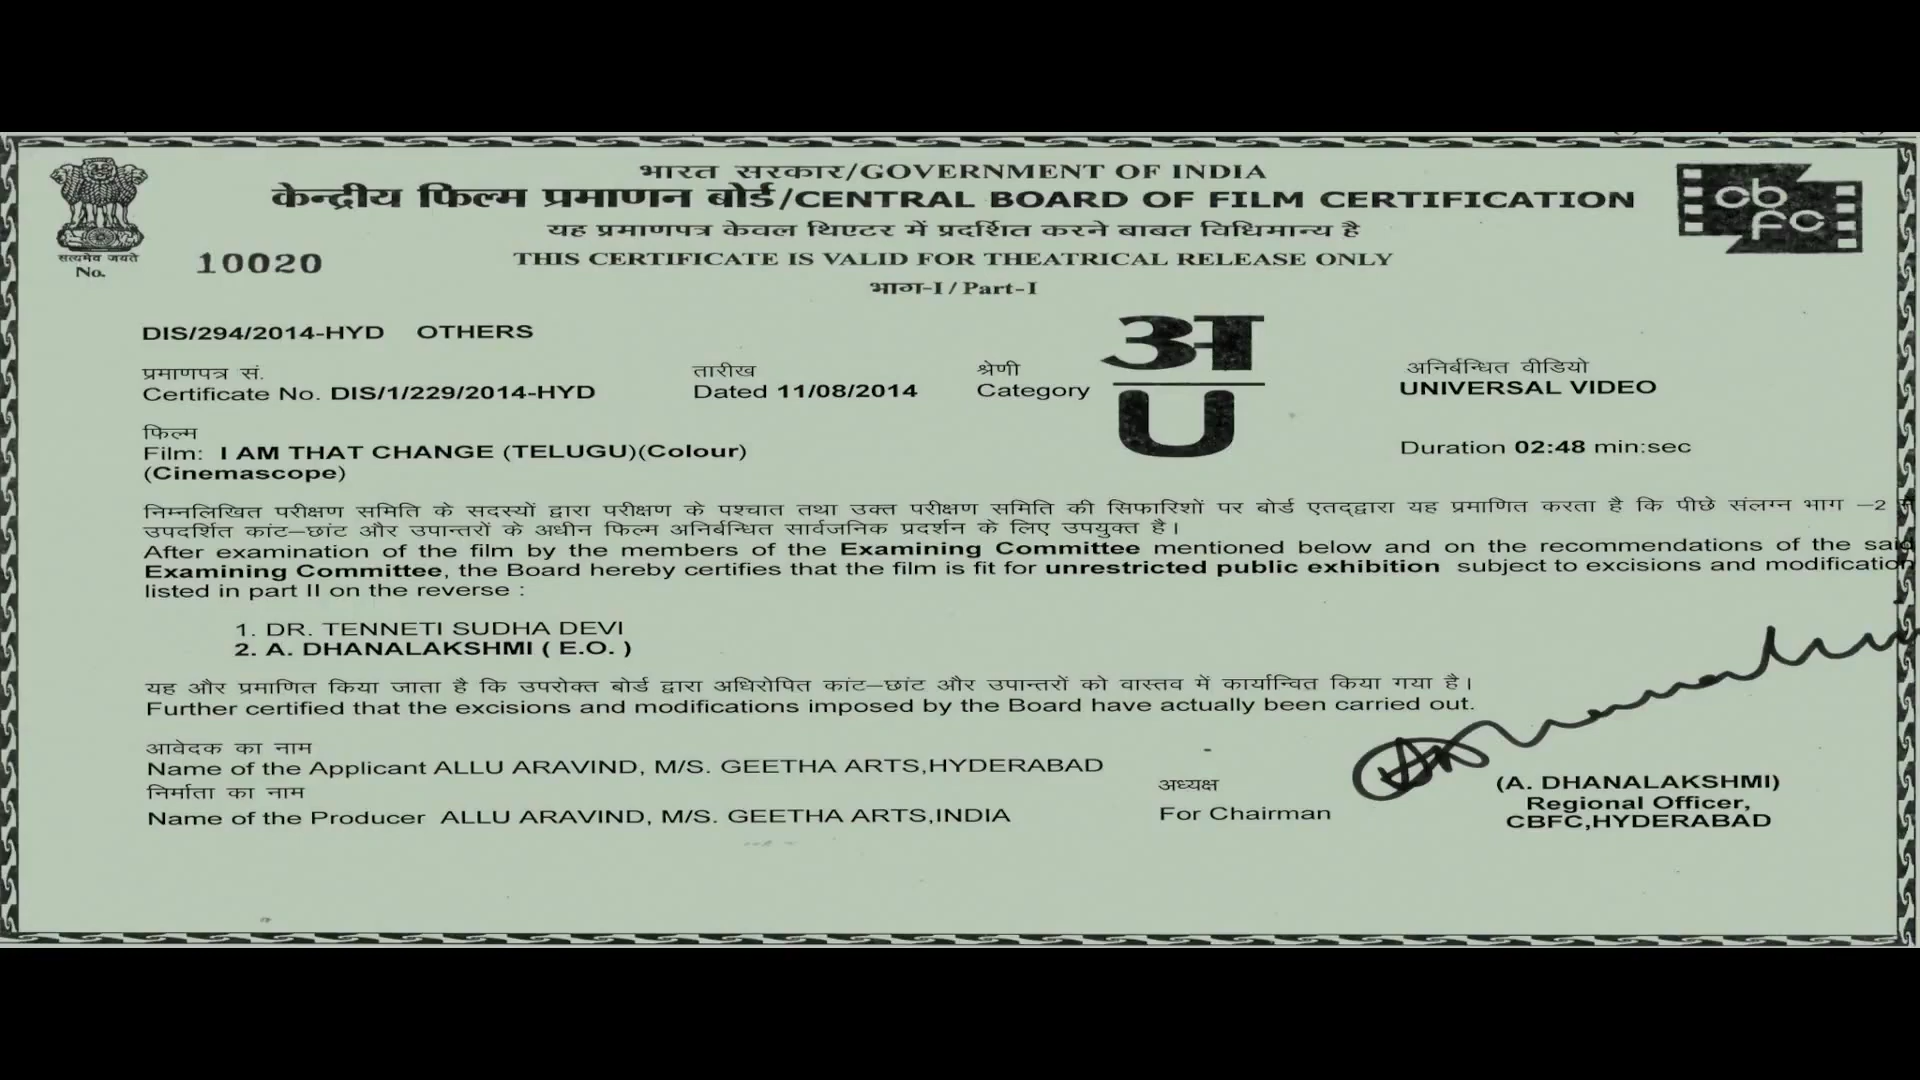 भारत सरकार/GOVERNMENT OF INDIA
केन्द्रीय फिल्म प्रमाणन बोर्ड/CENTRAL BOARD OF FILM CERTIFICATION
cb
fc
यह प्रमाणपत्र केवल थिएटर में प्रदर्शित करने बाबत विधिमान्य है
सत्यमेव जयते
No. 10020
THIS CERTIFICATE IS VALID FOR THEATRICAL RELEASE ONLY
भाग-I / Part-I
DIS/294/2014-HYD OTHERS
प्रमाणपत्र सं. तारीख श्रेणी अ अनिर्बन्धित वीडियो
Certificate No. DIS/1/229/2014-HYD Dated 11/08/2014 Category U UNIVERSAL VIDEO
फिल्म
Film: I AM THAT CHANGE (TELUGU)(Colour) Duration 02:48 min:sec
(Cinemascope)
निम्नलिखित परीक्षण समिति के सदस्यों द्वारा परीक्षण के पश्चात तथा उक्त परीक्षण समिति की सिफारिशों पर बोर्ड एतद्द्वारा यह प्रमाणित करता है कि पीछे संलग्न भाग –2
उपदर्शित कांट–छांट और उपान्तरों के अधीन फिल्म अनिर्बन्धित सार्वजनिक प्रदर्शन के लिए उपयुक्त है।
After examination of the film by the members of the Examining Committee mentioned below and on the recommendations of the said
Examining Committee, the Board hereby certifies that the film is fit for unrestricted public exhibition subject to excisions and modification
listed in part II on the reverse :
1. DR. TENNETI SUDHA DEVI
2. A. DHANALAKSHMI ( E.O. )
यह और प्रमाणित किया जाता है कि उपरोक्त बोर्ड द्वारा अधिरोपित कांट–छांट और उपान्तरों को वास्तव में कार्यान्वित किया गया है।
Further certified that the excisions and modifications imposed by the Board have actually been carried out.
आवेदक का नाम
Name of the Applicant ALLU ARAVIND, M/S. GEETHA ARTS,HYDERABAD
निर्माता का नाम
Name of the Producer ALLU ARAVIND, M/S. GEETHA ARTS,INDIA
अध्यक्ष
For Chairman
(A. DHANALAKSHMI)
Regional Officer,
CBFC,HYDERABAD